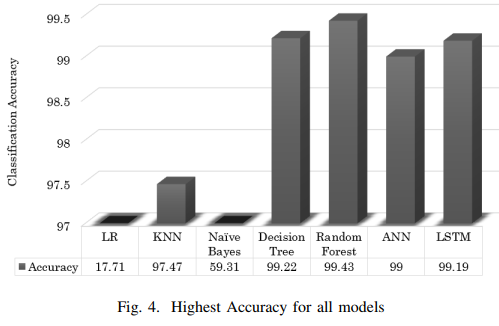 99.5
99
98.5
98
97.5
97
Classification Accuracy
LR KNN Naïve Bayes Decision Tree Random Forest ANN LSTM
Accuracy 17.71 97.47 59.31 99.22 99.43 99 99.19
Fig. 4. Highest Accuracy for all models